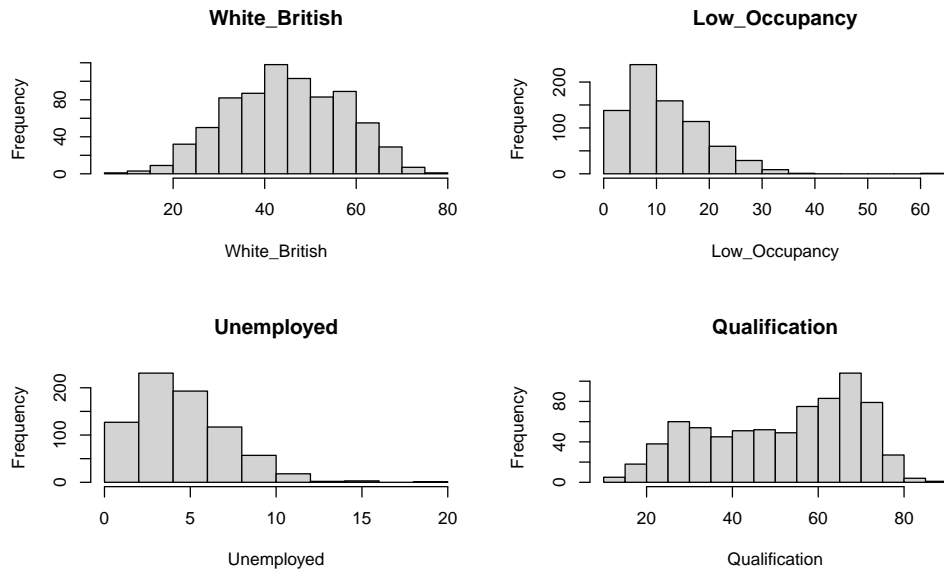 White_British
Frequency
0
40
80
20
40
60
80
White_British
Low_Occupancy
Frequency
0
100
200
0
10
20
30
40
50
60
Low_Occupancy
Unemployed
Frequency
0
100
200
0
5
10
15
20
Unemployed
Qualification
Frequency
0
40
80
20
40
60
80
Qualification